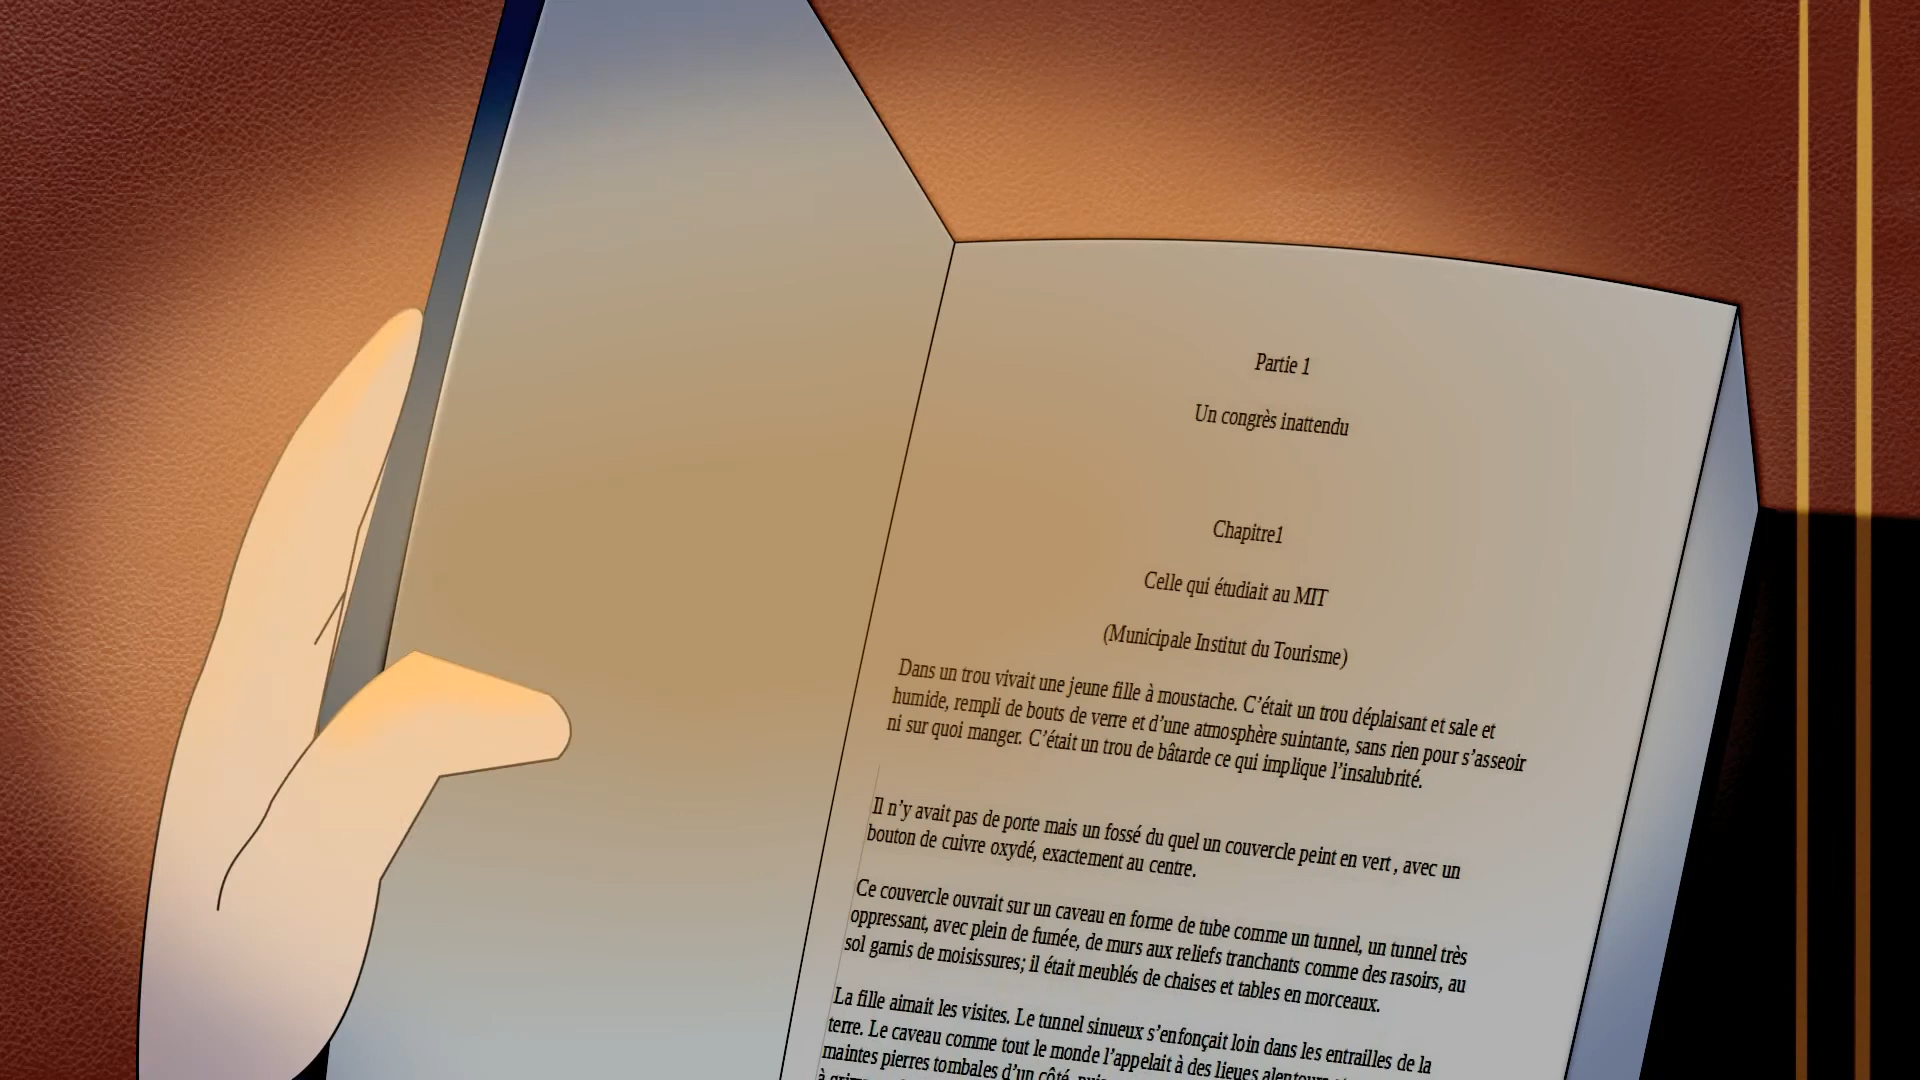 Partie 1
Un congrès inattendu
Chapitre1
Celle qui étudiait au MIT
(Municipale Institut du Tourisme)
Dans un trou vivait une jeune fille à moustache. C’était un trou déplaisant et sale et
humide, rempli de bouts de verre et d’une atmosphère suintante, sans rien pour s’asseoir
ni sur quoi manger. C’était un trou de bâtarde ce qui implique l’insalubrité.
Il n’y avait pas de porte mais un fossé du quel un couvercle peint en vert , avec un
bouton de cuivre oxydé, exactement au centre.
Ce couvercle ouvrait sur un caveau en forme de tube comme un tunnel, un tunnel très
oppressant, avec plein de fumée, de murs aux reliefs tranchants comme des rasoirs, au
sol garnis de moisissures; il était meublés de chaises et tables en morceaux.
La fille aimait les visites. Le tunnel sinueux s’enfonçait loin dans les entrailles de la
terre. Le caveau comme tout le monde l’appelait à des lieues alentours
maintes pierres tombales d’un côté, puis
à